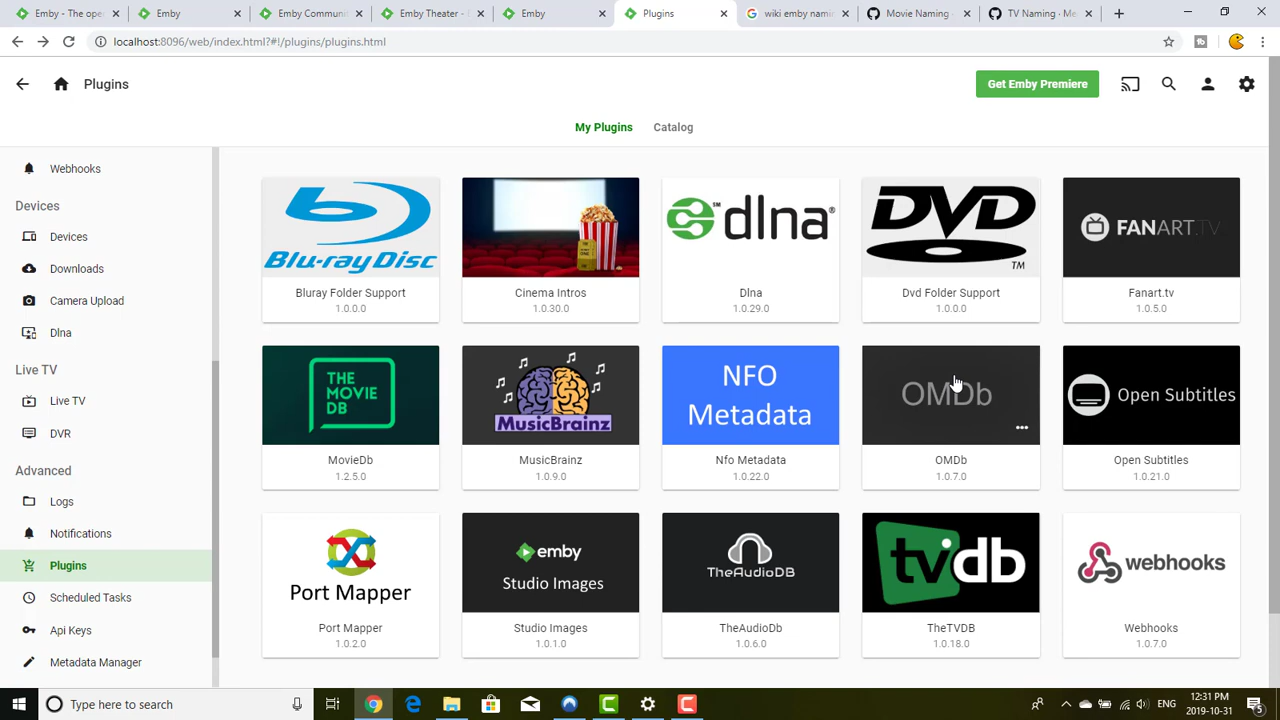 Emby - The open
Emby
Emby Communi
Emby Theater - 
Emby
Plugins
wiki emby nami
Movie Naming
TV Naming · Me
localhost:8096/web/index.html?#!/plugins/plugins.html
Plugins
Get Emby Premiere
My Plugins
Catalog
Webhooks
Devices
Devices
Downloads
Camera Upload
Dlna
Live TV
Live TV
DVR
Advanced
Logs
Notifications
Plugins
Scheduled Tasks
Api Keys
Metadata Manager
Blu-ray Disc
Bluray Folder Support
1.0.0.0
Cinema Intros
1.0.30.0
dlna
Dlna
1.0.29.0
DVD
TM
Dvd Folder Support
1.0.0.0
FANART.TV
Fanart.tv
1.0.5.0
THE
MOVIE
DB
MovieDb
1.2.5.0
MusicBrainz
MusicBrainz
1.0.9.0
NFO
Metadata
Nfo Metadata
1.0.22.0
OMDb
OMDb
1.0.7.0
Open Subtitles
Open Subtitles
1.0.21.0
Port Mapper
Port Mapper
1.0.2.0
emby
Studio Images
Studio Images
1.0.1.0
TheAudioDB
TheAudioDb
1.0.6.0
tvdb
TheTVDB
1.0.18.0
webhooks
Webhooks
1.0.7.0
Type here to search
ENG
12:31 PM
2019-10-31
5